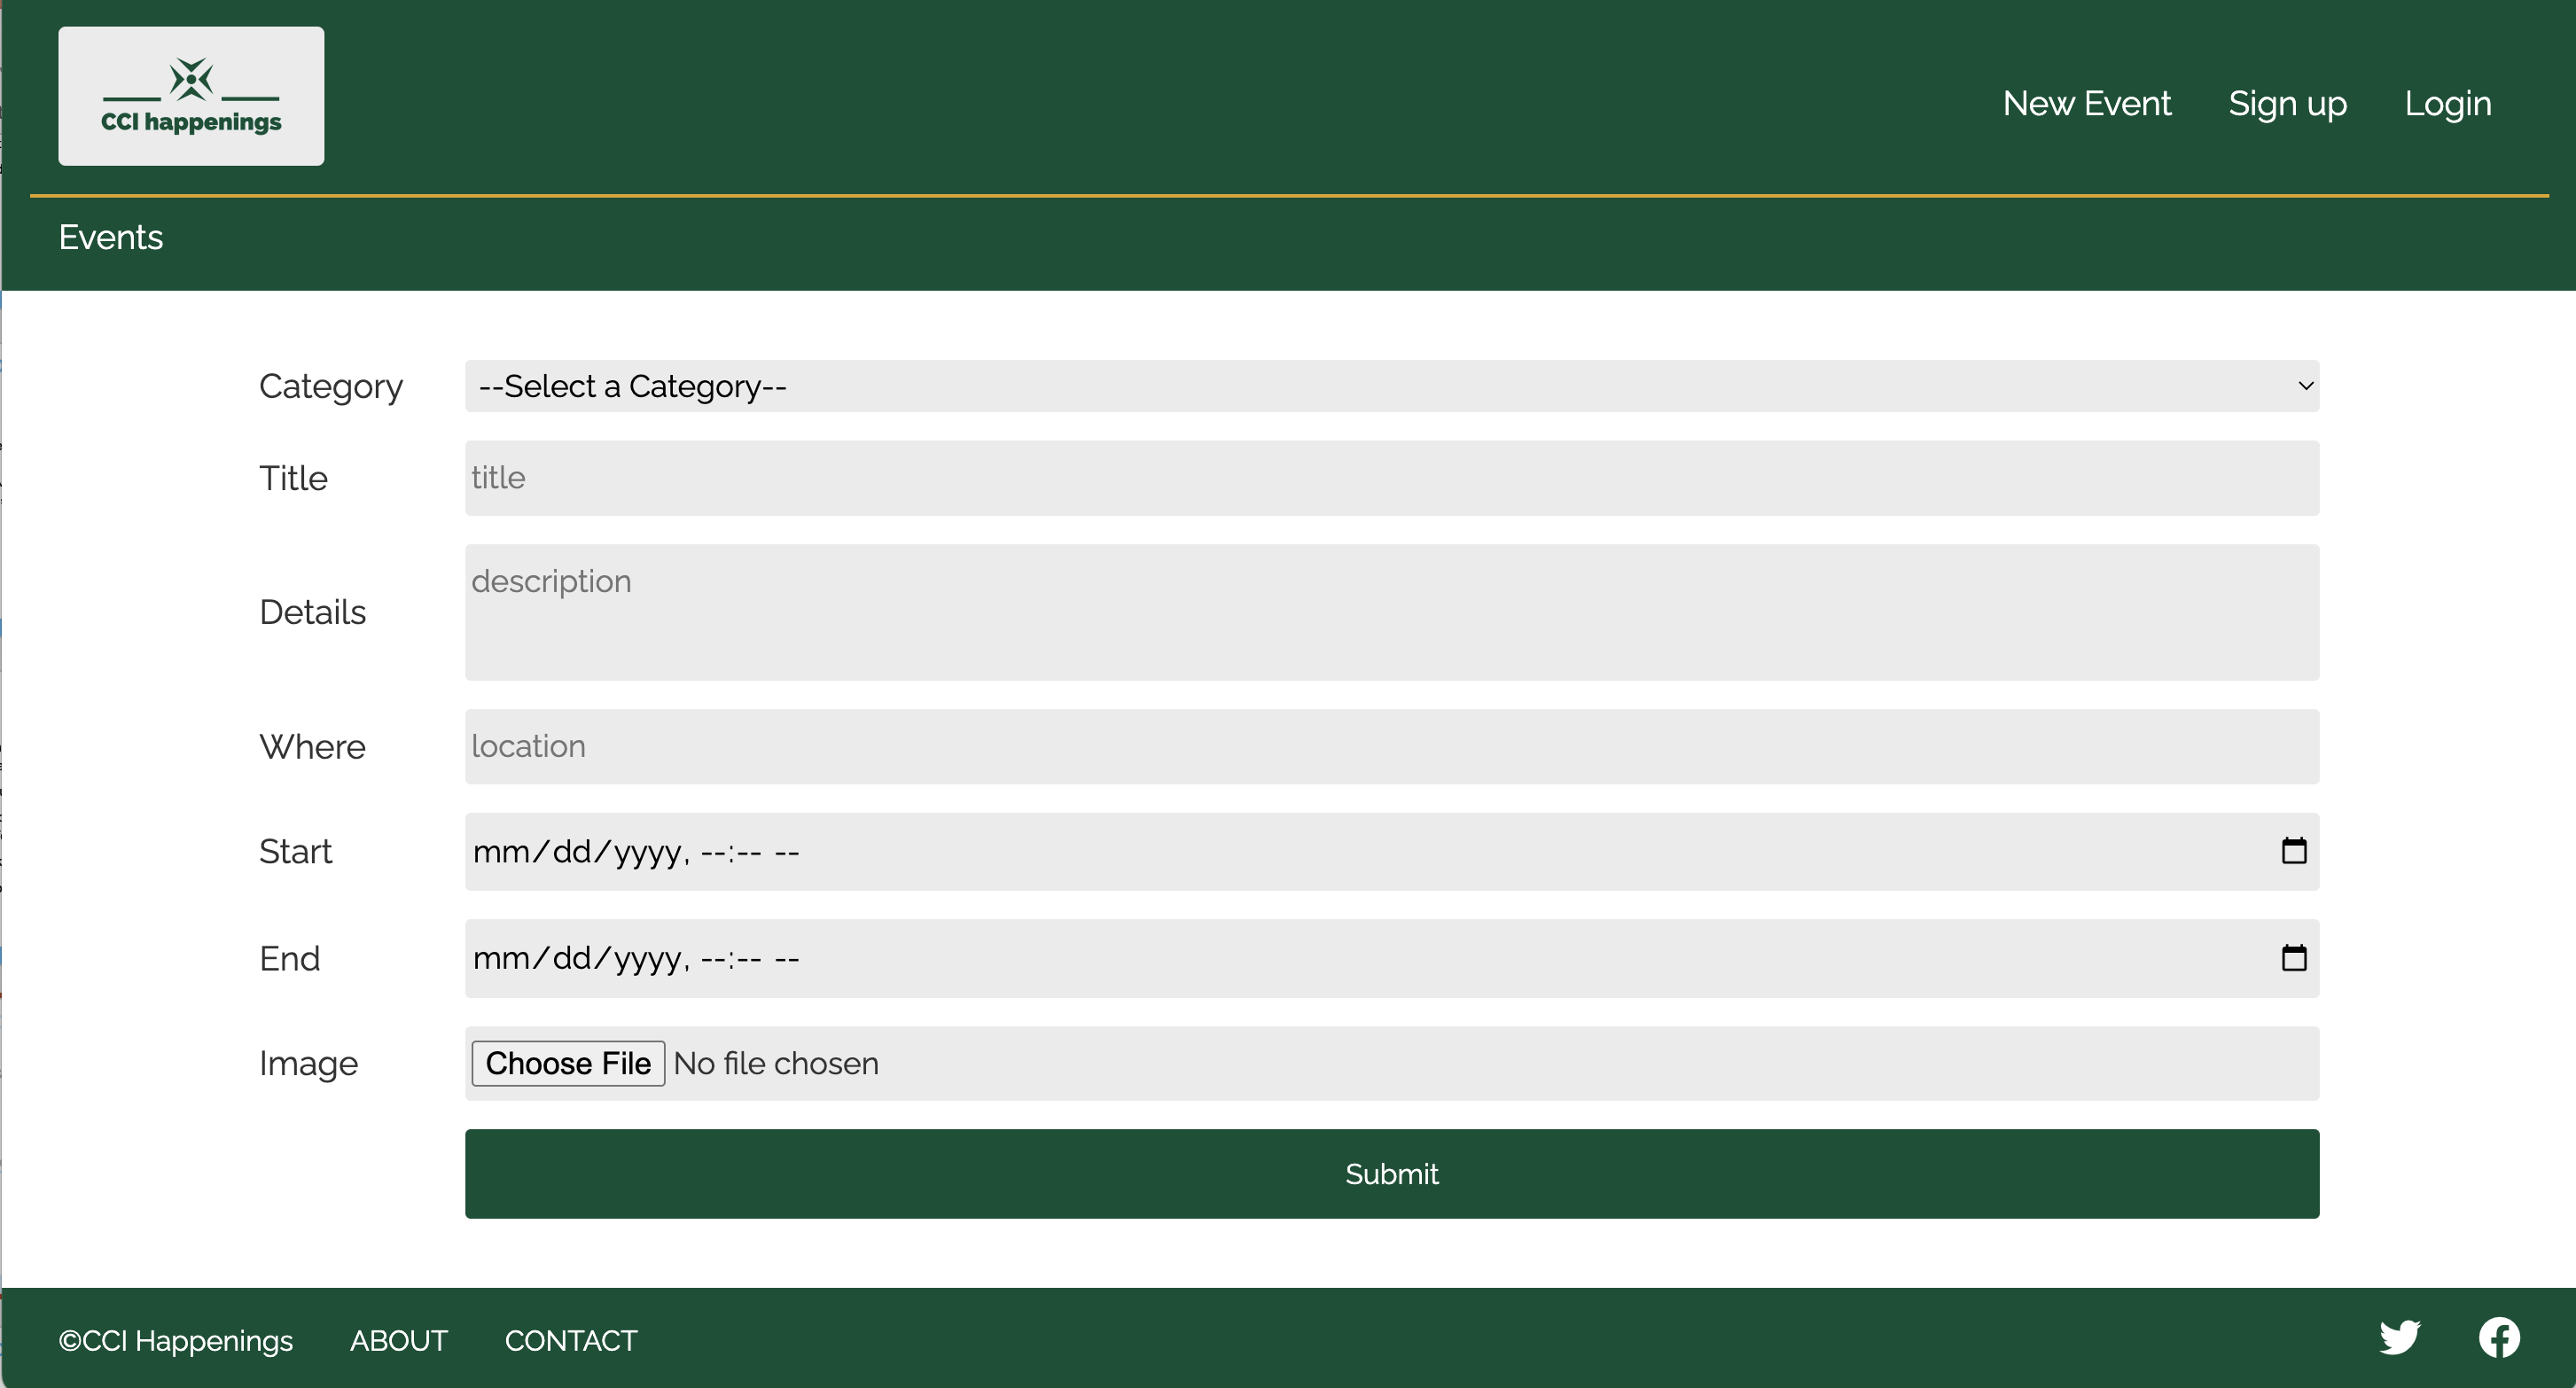 CCI happenings
New Event Sign up Login
Events
Category --Select a Category--
Title title
Details description
Where location
Start mm/dd/yyyy, --:-- --
End mm/dd/yyyy, --:-- --
Image Choose File No file chosen
Submit
©CCI Happenings ABOUT CONTACT